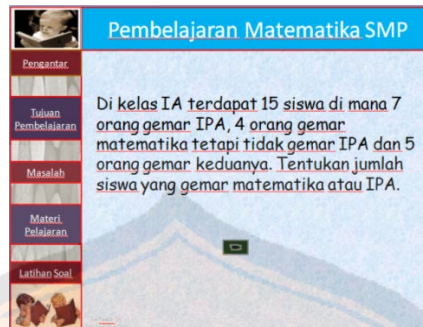 Pembelajaran Matematika SMP
Pengantar
Tujuan
Pembelajaran
Masalah
Materi
Pelajaran
Latihan Soal
Di kelas IA terdapat 15 siswa di mana 7
orang gemar IPA, 4 orang gemar
matematika tetapi tidak gemar IPA dan 5
orang gemar keduanya. Tentukan jumlah
siswa yang gemar matematika atau IPA.